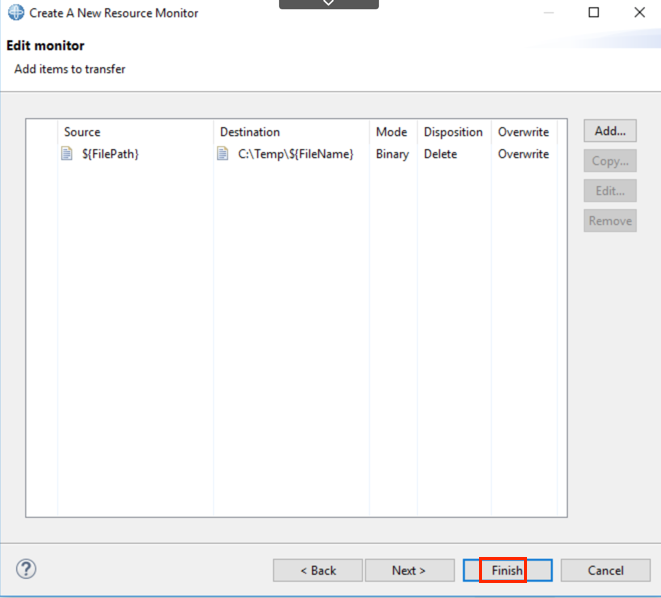 Create A New Resource Monitor
Edit monitor
Add items to transfer
Source Destination Mode Disposition Overwrite
${FilePath} C:\Temp\${FileName} Binary Delete Overwrite
Add...
Copy...
Edit...
Remove
?
< Back Next > Finish Cancel